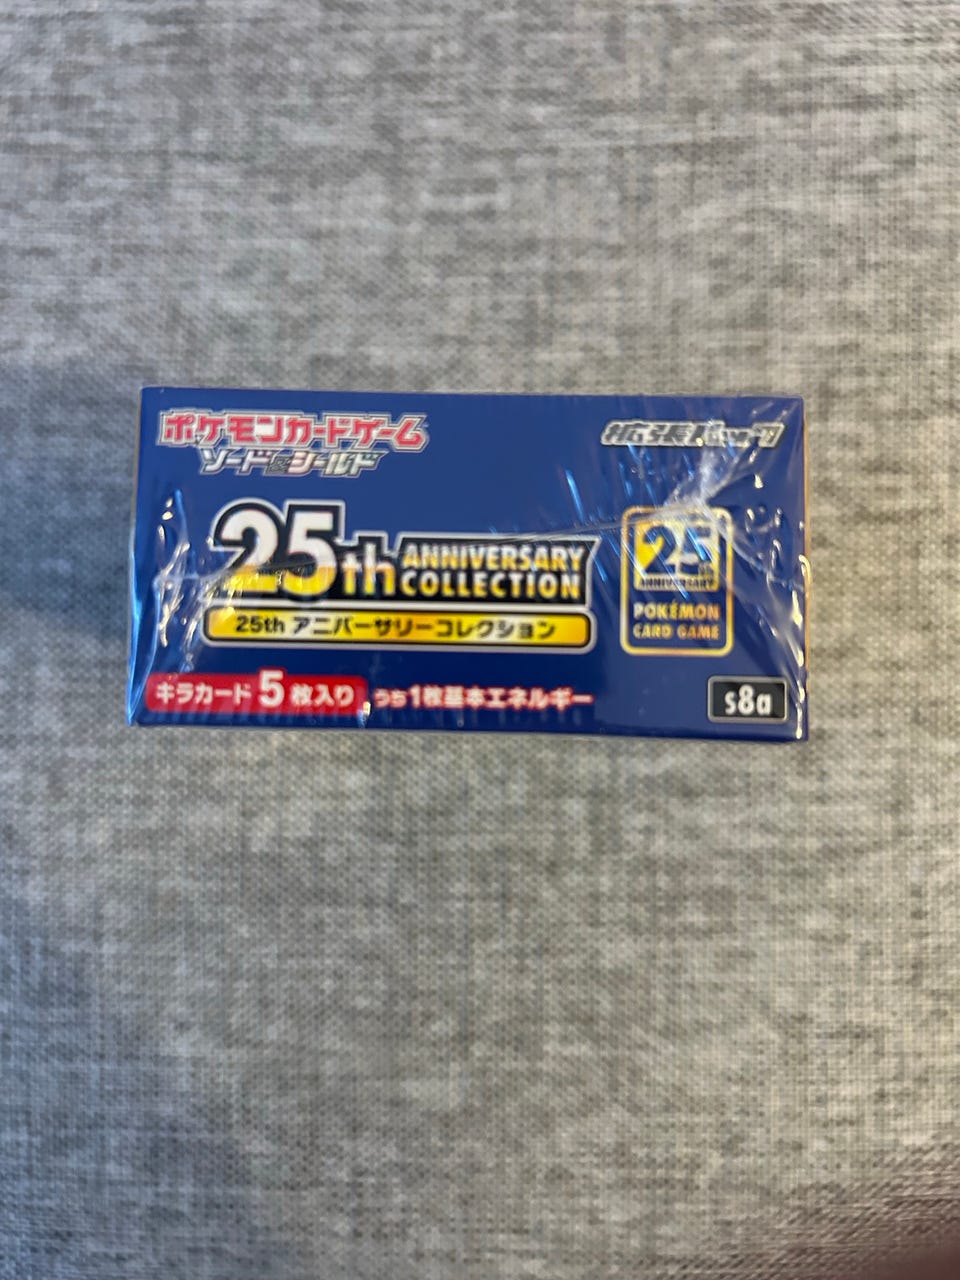 ポケモンカードゲーム
ソード&シールド
拡張パック
25th ANNIVERSARY
COLLECTION
25th アニバーサリーコレクション
25th
ANNIVERSARY
POKÉMON
CARD GAME
キラカード5枚入り うち1枚基本エネルギー
s8a